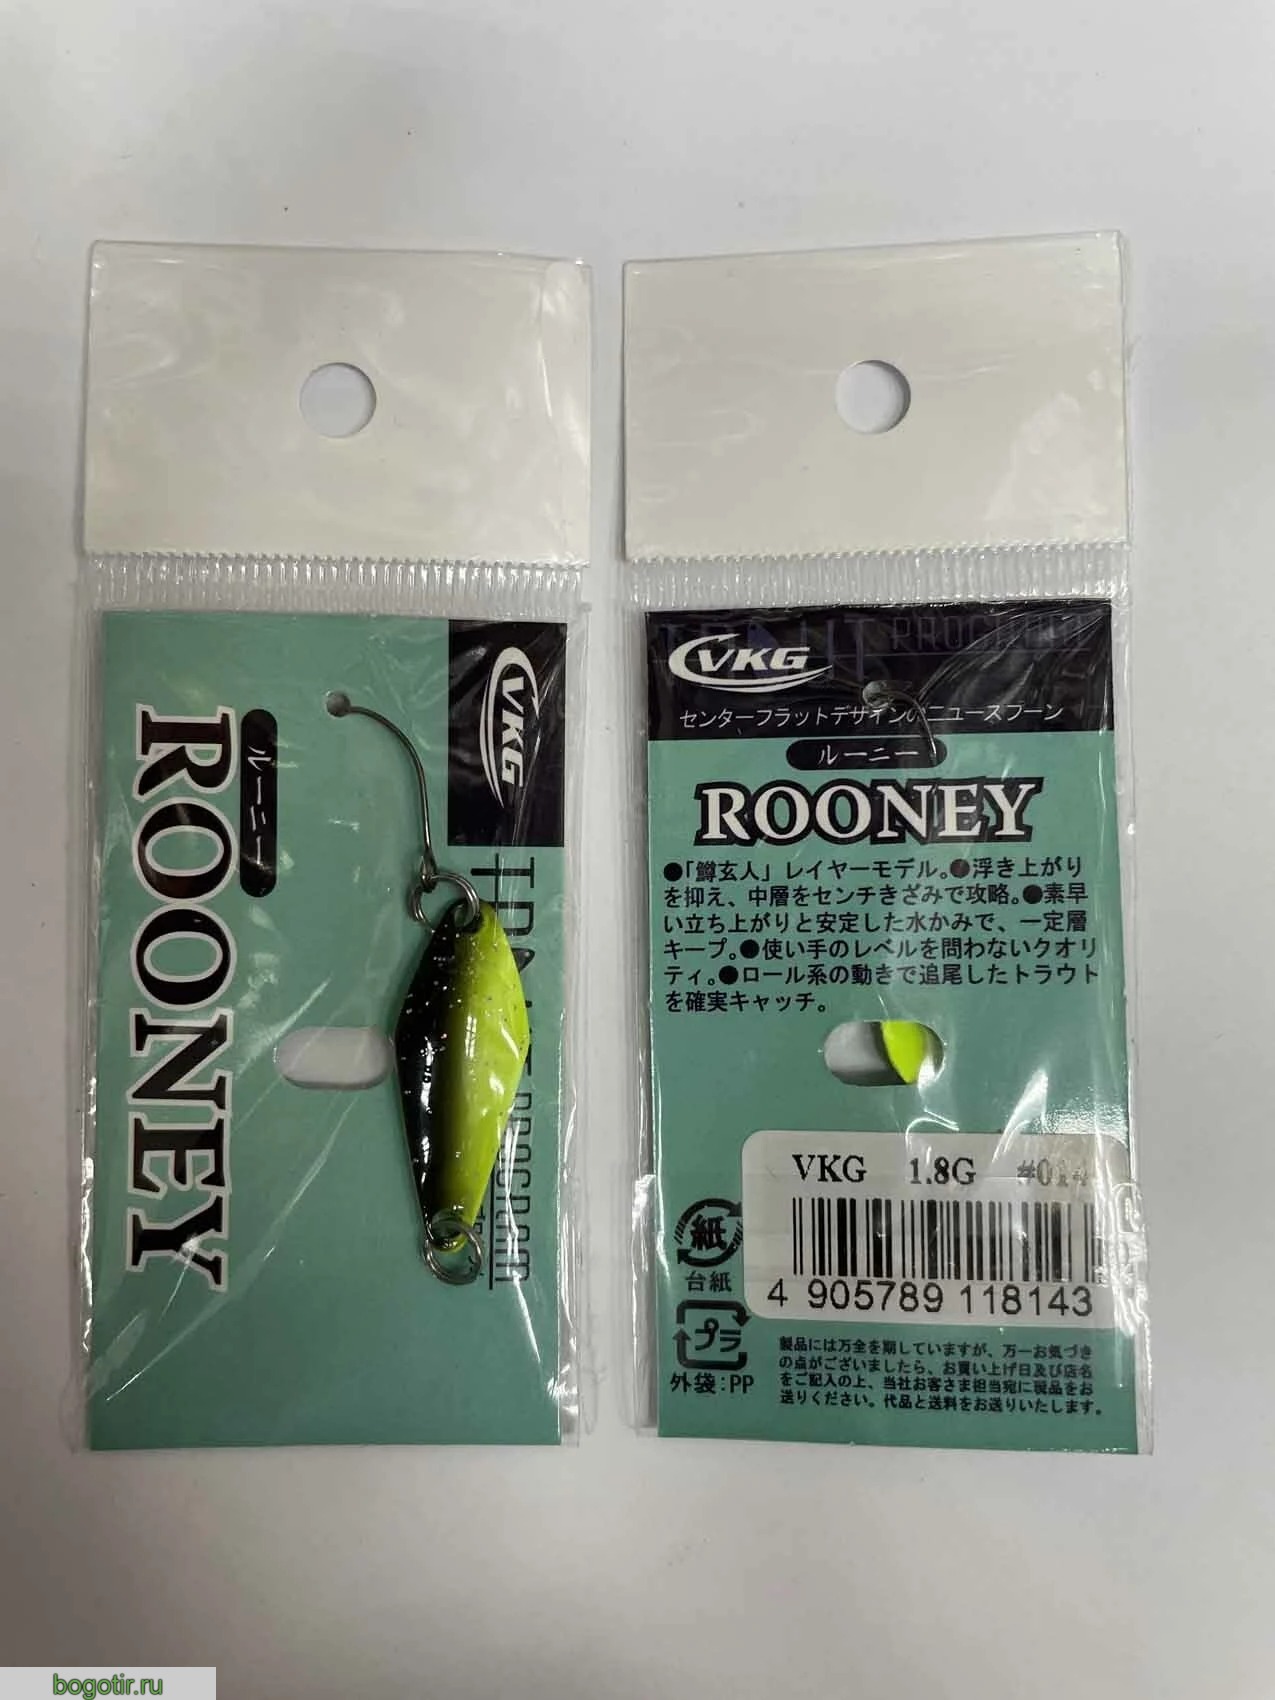 VKG
ルーニー
ROONEY
TROUT PROGRAM
VKG
TROUT PROGRAM
センターフラットデザインのニュースプーン
ルーニー
ROONEY
●「鱒玄人」レイヤーモデル。●浮き上がり
を抑え、中層をセンチきざみで攻略。●素早
い立ち上がりと安定した水かみで、一定層
キープ。●使い手のレベルを問わないクオリ
ティ。●ロール系の動きで追尾したトラウト
を確実キャッチ。
VKG 1.8G #014
4 905789 118143
紙
台紙
プラ
外袋:PP
製品には万全を期していますが、万一お気づき
の点がございましたら、お買い上げ日及び店名
をご記入の上、当社お客さま担当宛に現品をお
送りください。代品と送料をお送りいたします。
bogotir.ru